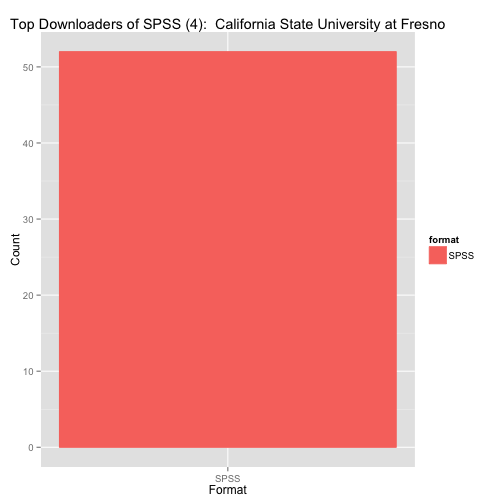 Top Downloaders of SPSS (4):  California State University at Fresno
50
40
30
20
10
0
Count
SPSS
Format
format
SPSS